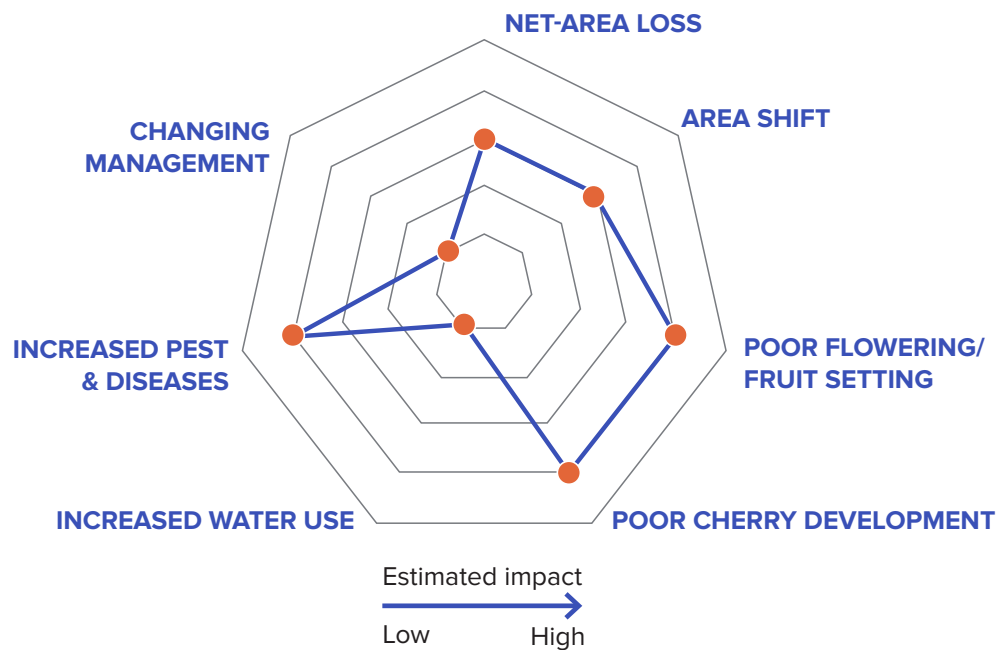 NET-AREA LOSS
AREA SHIFT
CHANGING
MANAGEMENT
POOR FLOWERING/
FRUIT SETTING
INCREASED PEST
& DISEASES
INCREASED WATER USE
POOR CHERRY DEVELOPMENT
Estimated impact
Low
High